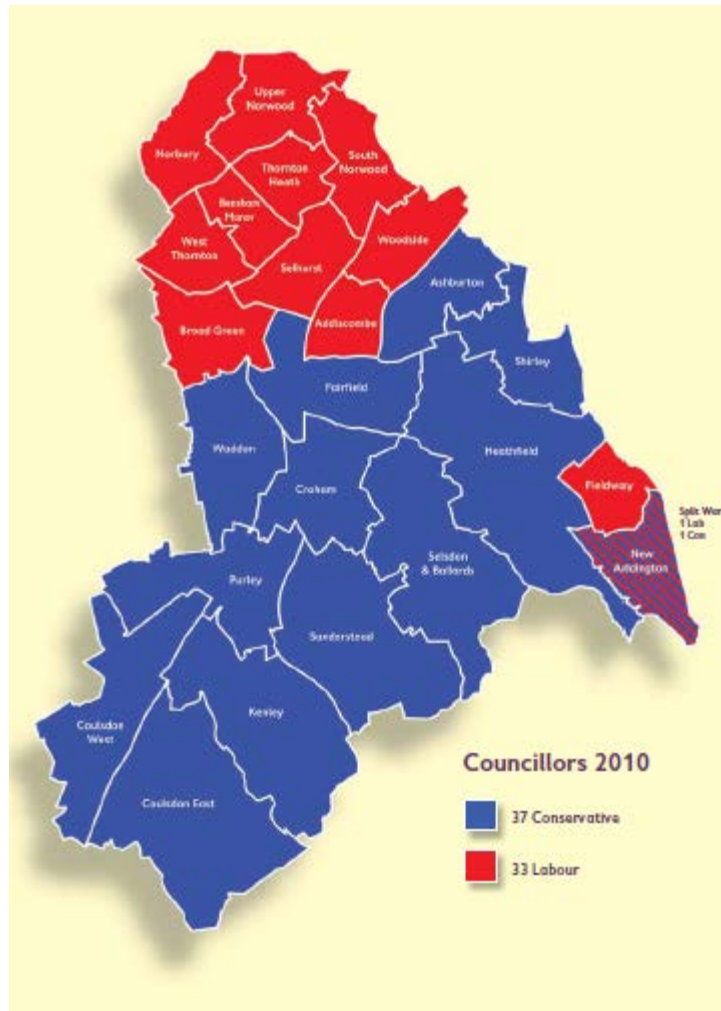 Upper
Norwood
Norbury
Thornton
Heath
South
Norwood
Bensham
Manor
West
Thornton
Woodside
Selhurst
Ashburton
Broad Green
Addiscombe
Shirley
Fairfield
Waddon
Heathfield
Croham
Fieldway
Split War
1 Lab
1 Con
New
Addington
Selsdon
& Ballards
Purley
Sanderstead
Kenley
Coulsdon
West
Coulsdon East
Councillors 2010
37 Conservative
33 Labour